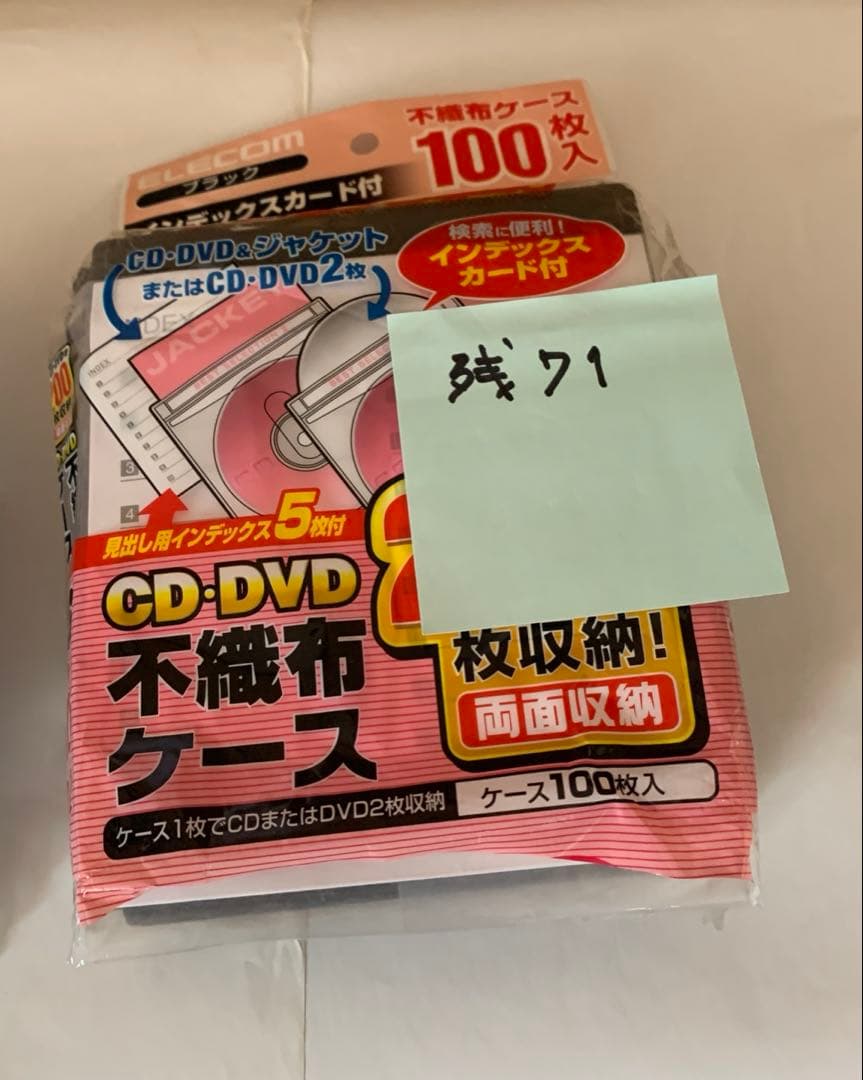 ELECOM
ブラック
インデックスカード付
不織布ケース
100枚入
CD・DVD&ジャケット
またはCD・DVD2枚
検索に便利!
インデックス
カード付
INDEX
JACKET
INDEX
3
4
残71
見出し用インデックス5枚付
CD・DVD
不織布
ケース
枚収納!
両面収納
ケース1枚でCDまたはDVD2枚収納
ケース100枚入